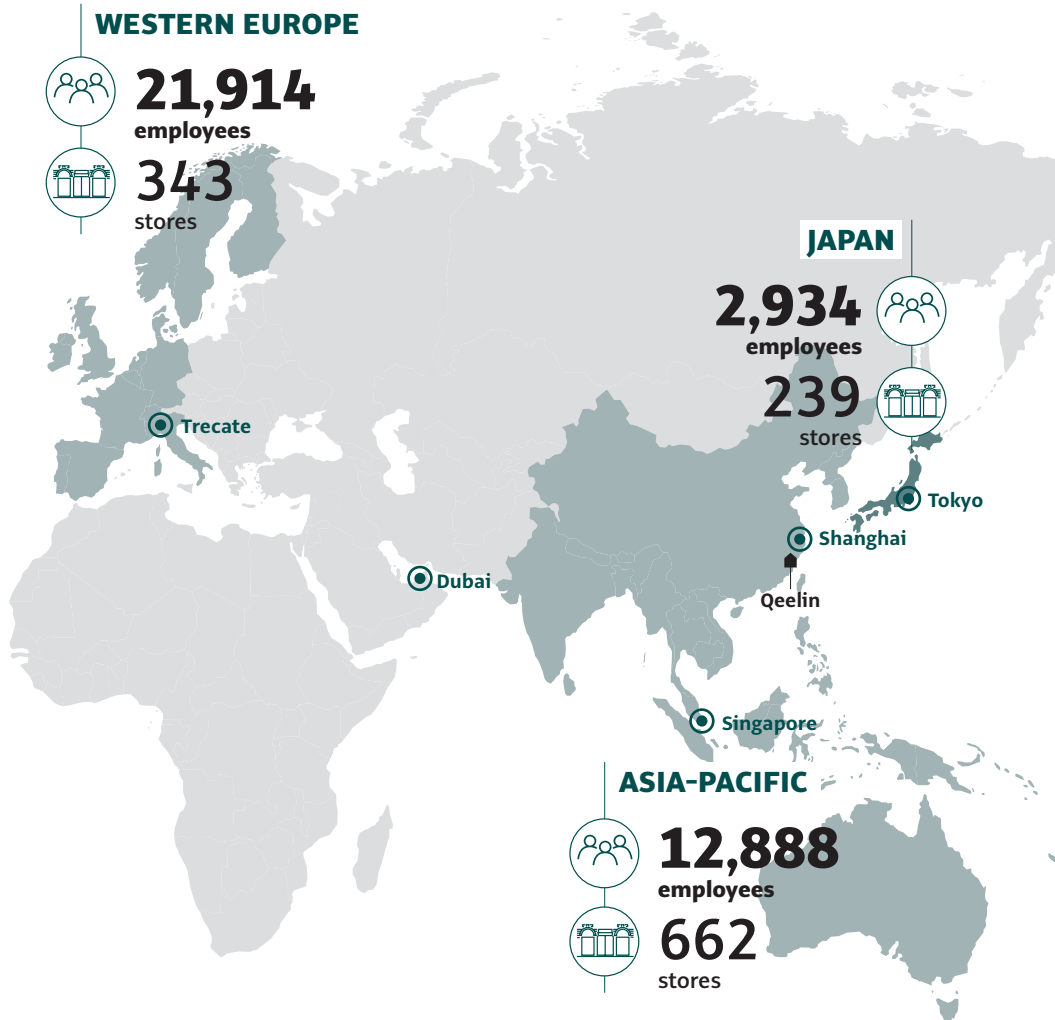 WESTERN EUROPE
21,914
employees
343
stores
JAPAN
2,934
employees
239
stores
Trecate
Tokyo
Shanghai
Dubai
Qeelin
Singapore
ASIA-PACIFIC
12,888
employees
662
stores